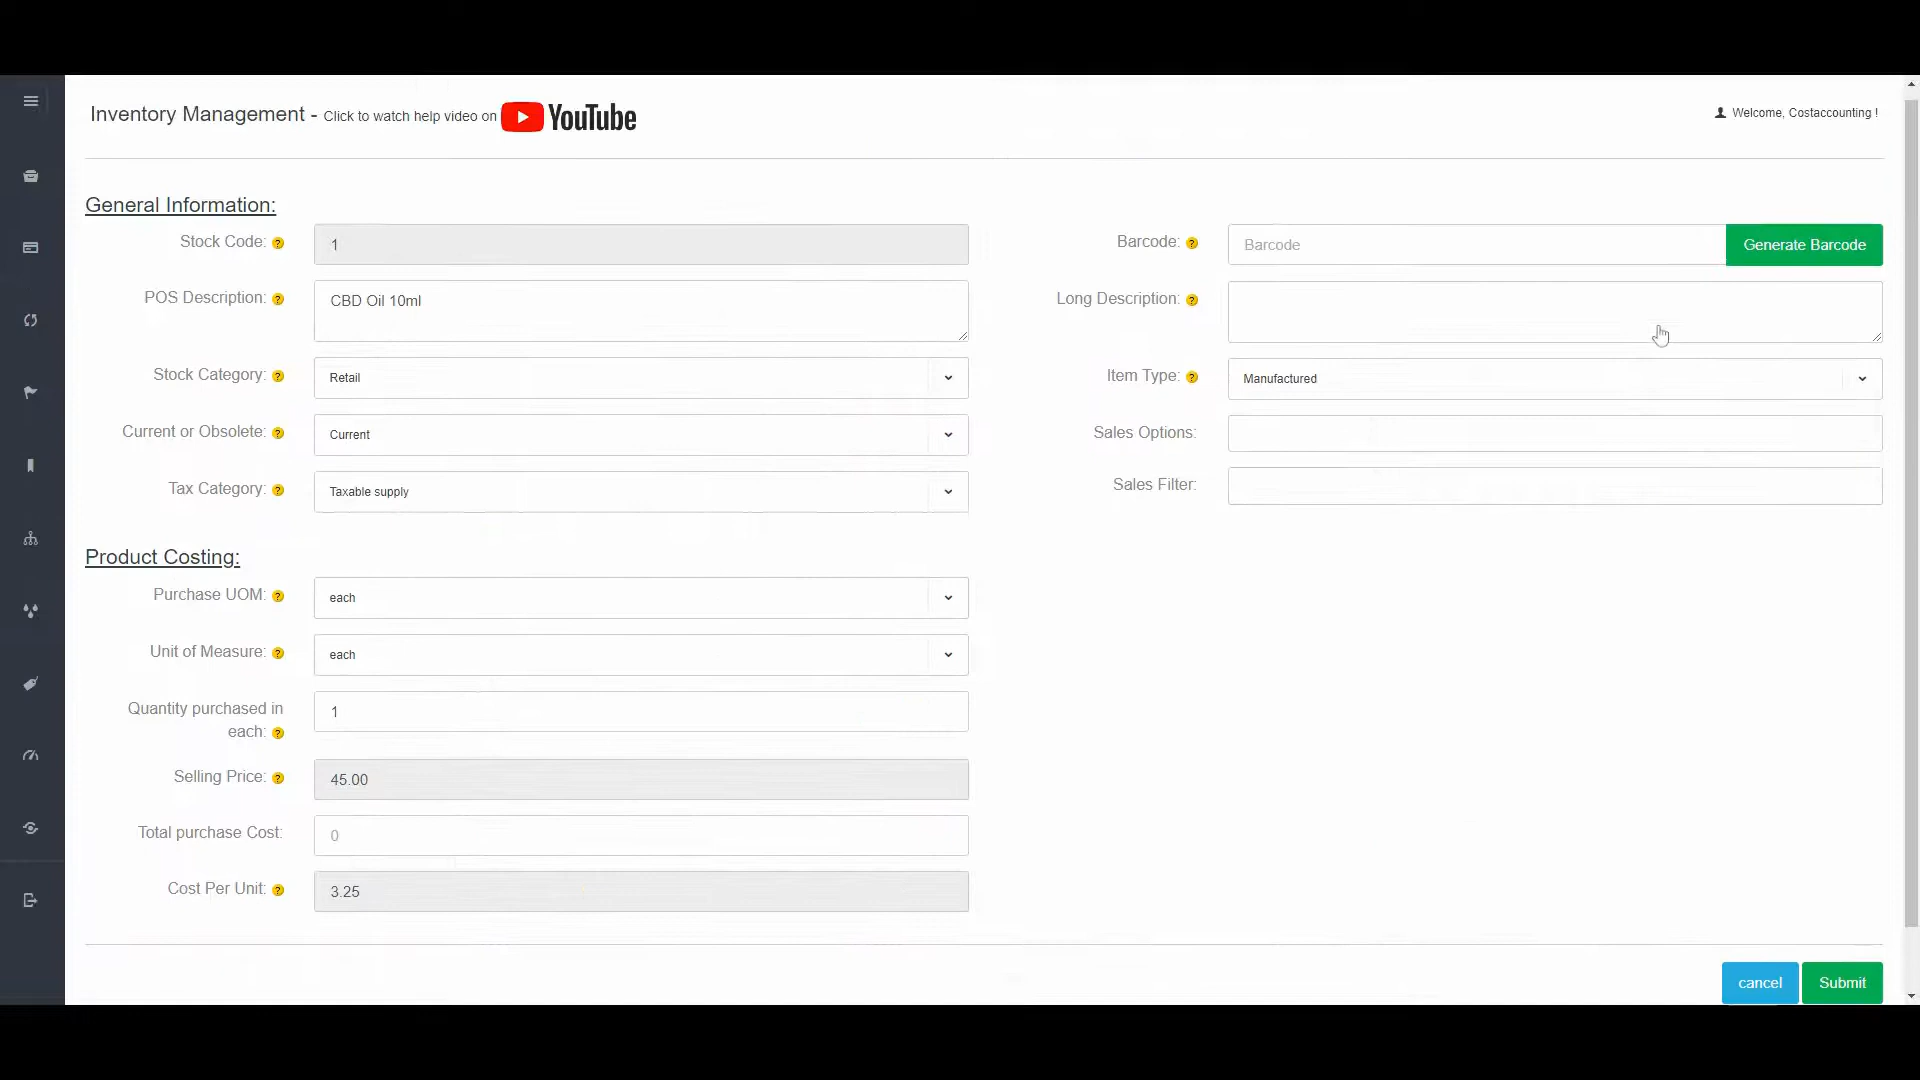 Inventory Management - Click to watch help video on YouTube
Welcome, Costaccounting !
General Information:
Stock Code: ? 1
Barcode: ? Barcode Generate Barcode
POS Description: ? CBD Oil 10ml
Long Description: ?
Stock Category: ? Retail
Item Type: ? Manufactured
Current or Obsolete: ? Current
Sales Options:
Tax Category: ? Taxable supply
Sales Filter:
Product Costing:
Purchase UOM: ? each
Unit of Measure: ? each
Quantity purchased in
each: ? 1
Selling Price: ? 45.00
Total purchase Cost: 0
Cost Per Unit: ? 3.25
cancel Submit